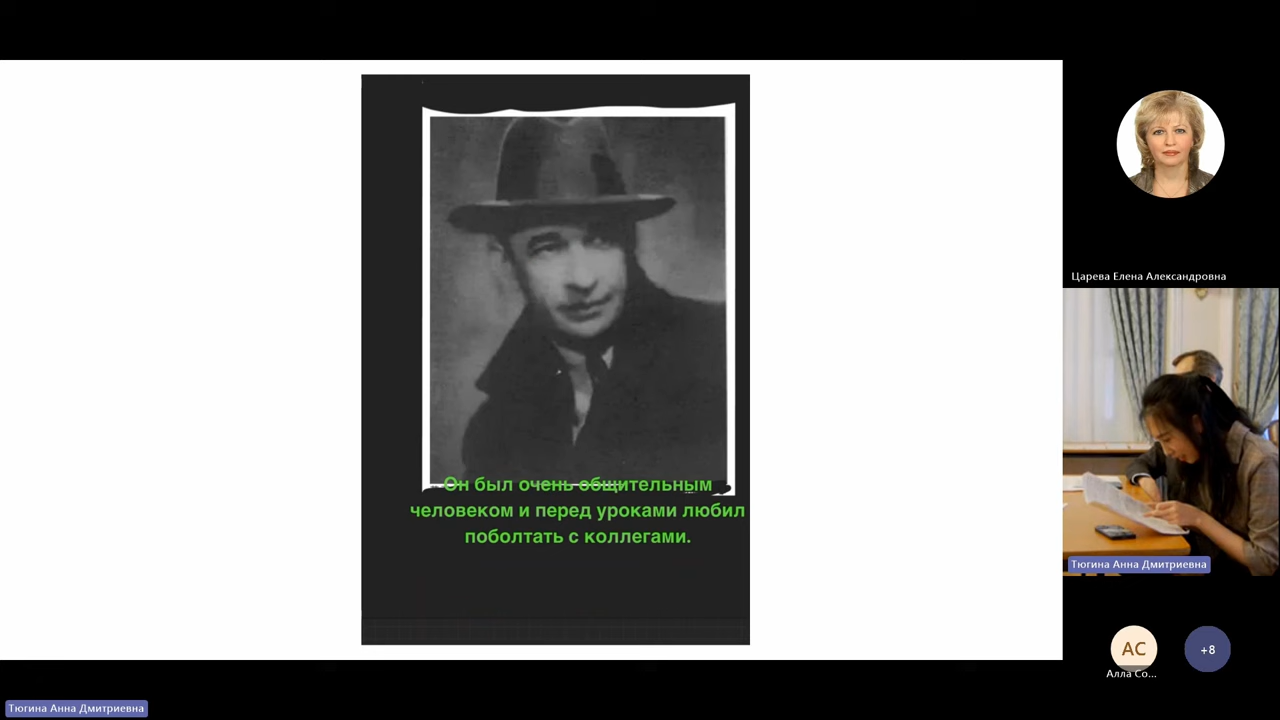 Он был очень общительным
человеком и перед уроками любил
поболтать с коллегами.
Царева Елена Александровна
Тюгина Анна Дмитриевна
АС
+8
Алла Со...
Тюгина Анна Дмитриевна